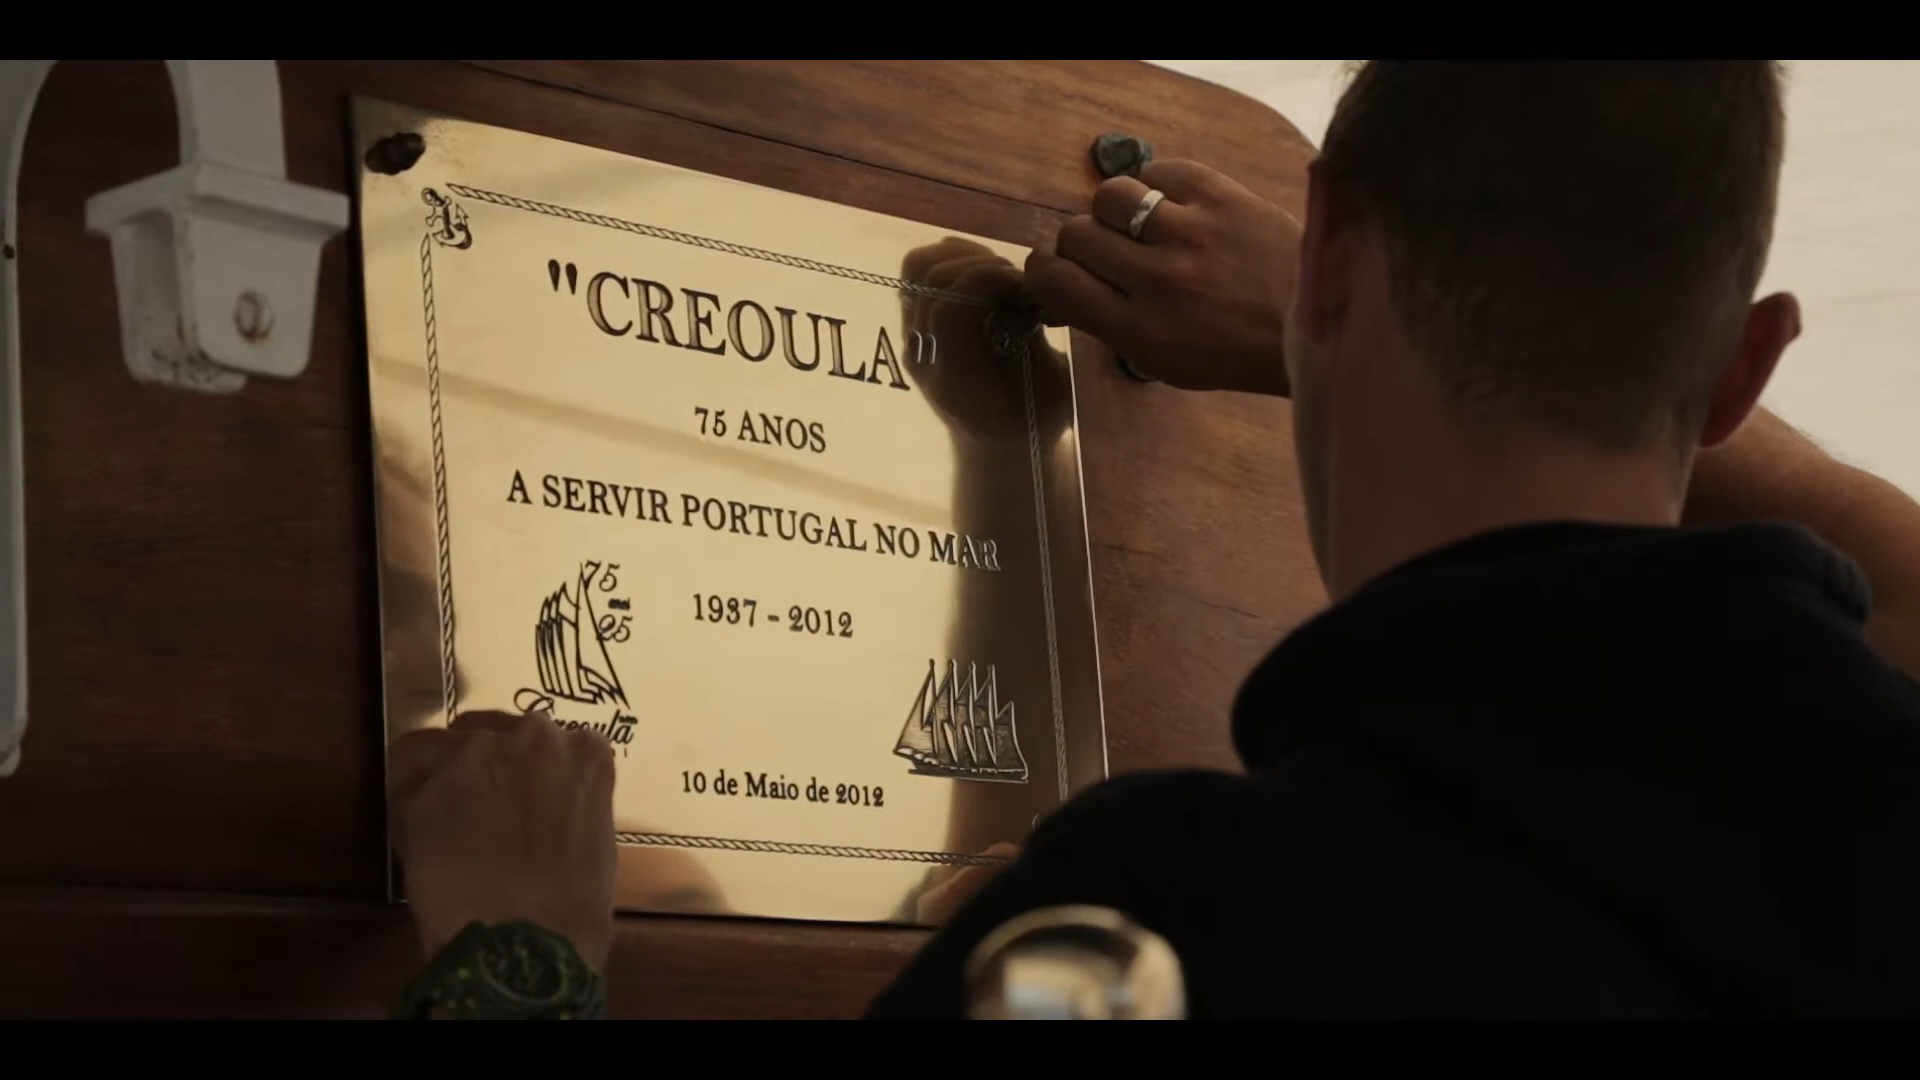 "CREOULA"
75 ANOS
A SERVIR PORTUGAL NO MAR
75
25
1937 - 2012
Creoula
10 de Maio de 2012